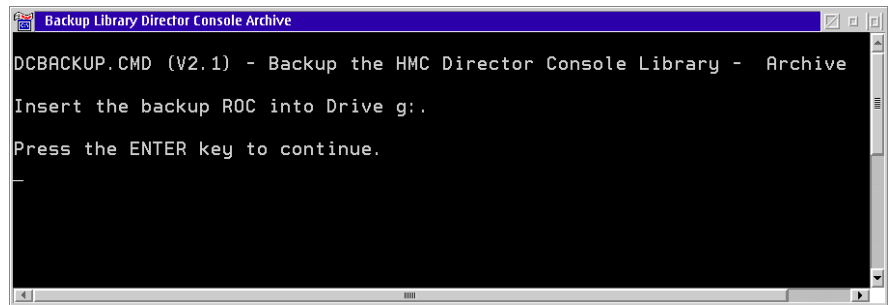 Backup Library Director Console Archive
DCBACKUP.CMD (V2.1) - Backup the HMC Director Console Library -  Archive
Insert the backup ROC into Drive g:.
Press the ENTER key to continue.